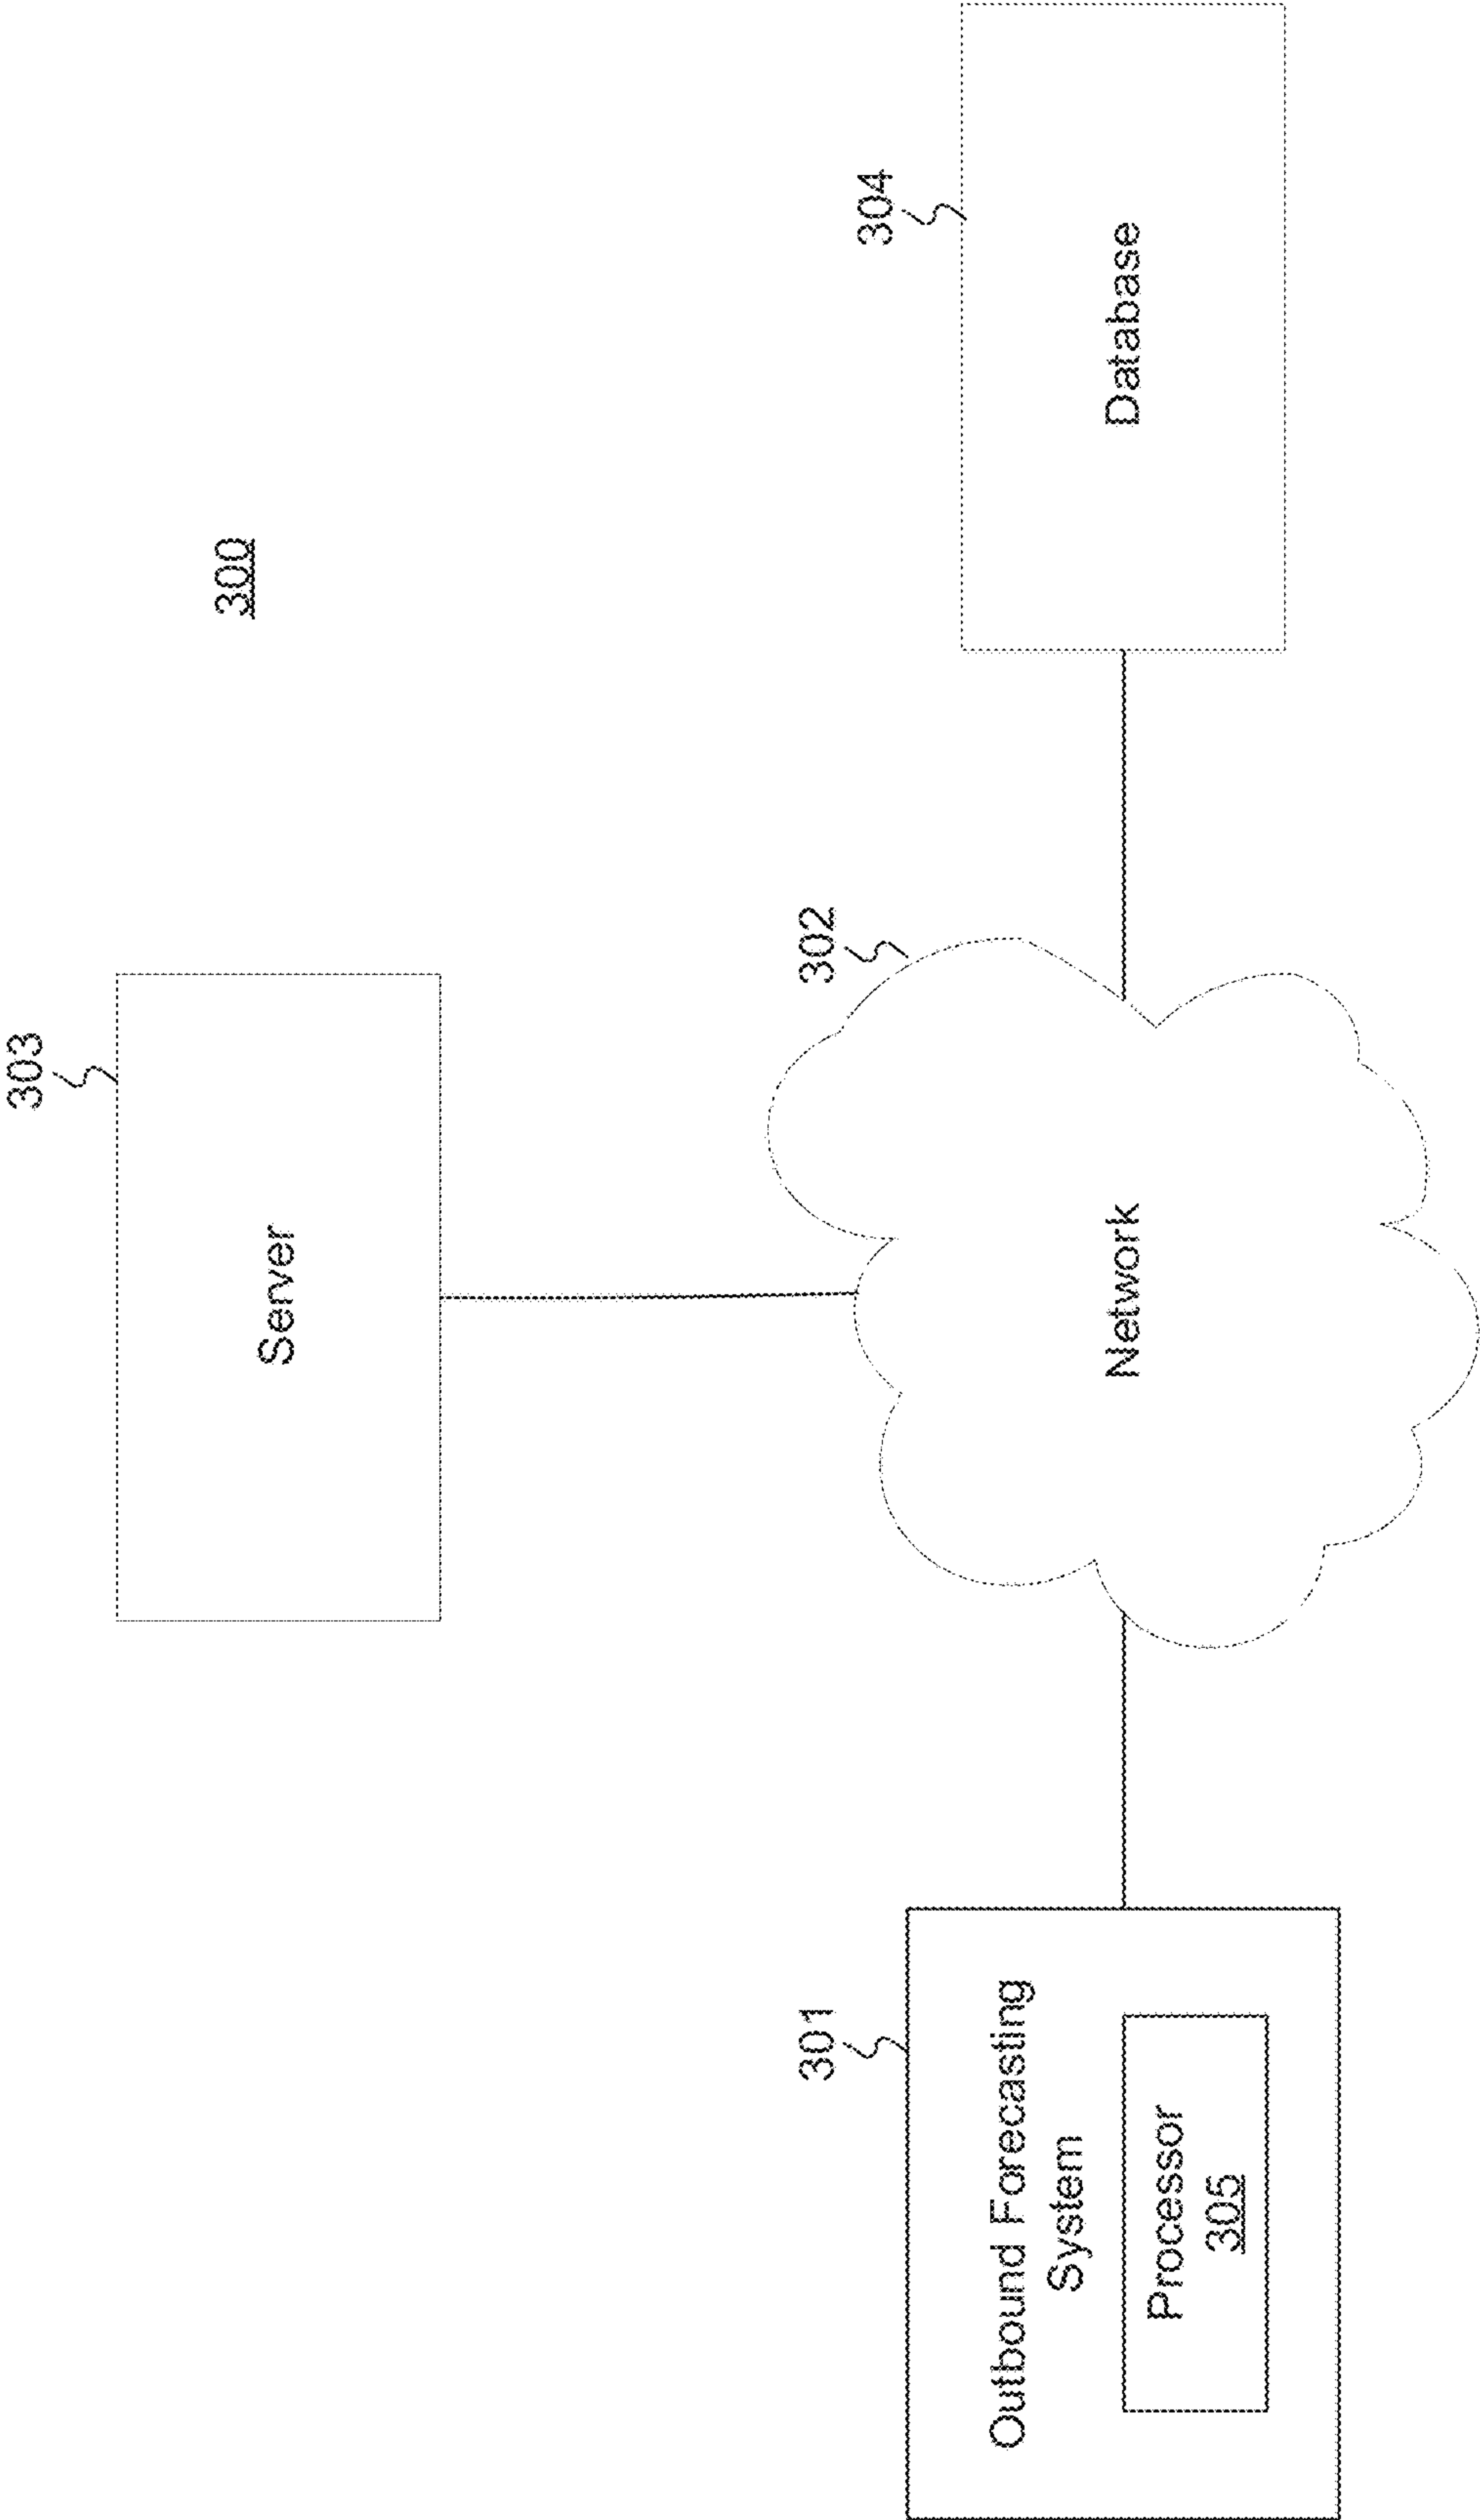 300
303
Server
301
Outbound Forecasting
System
Processor
305
302
Network
304
Database